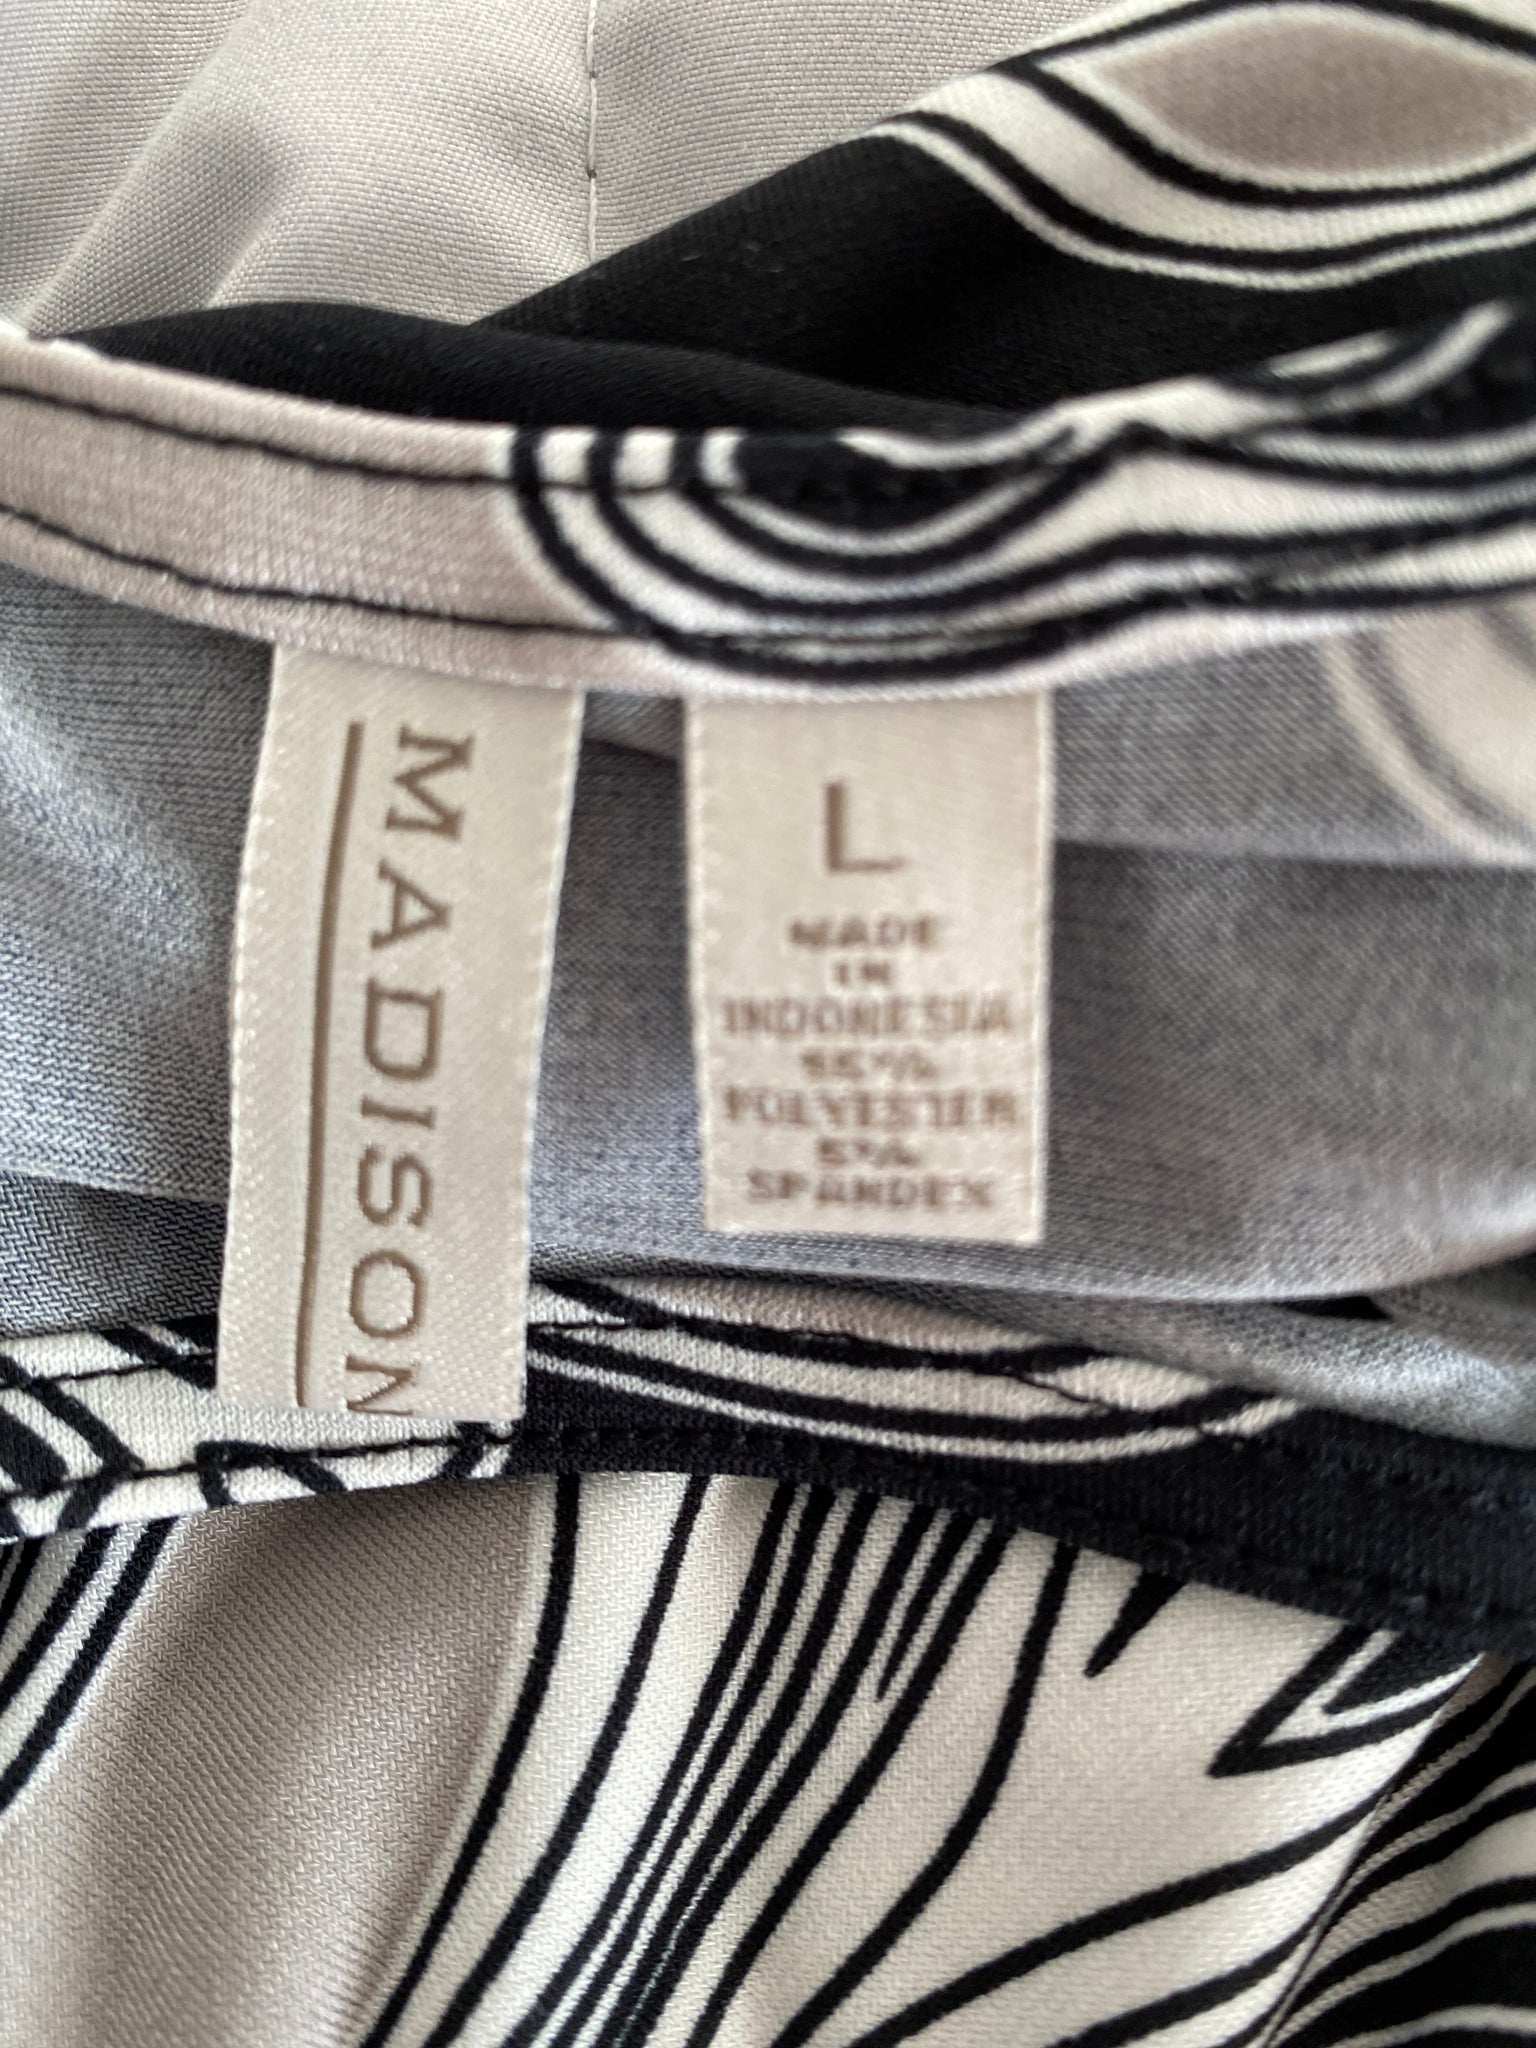 MADISON
L
MADE
IN
INDONESIA
95%
POLYESTER
5%
SPANDEX